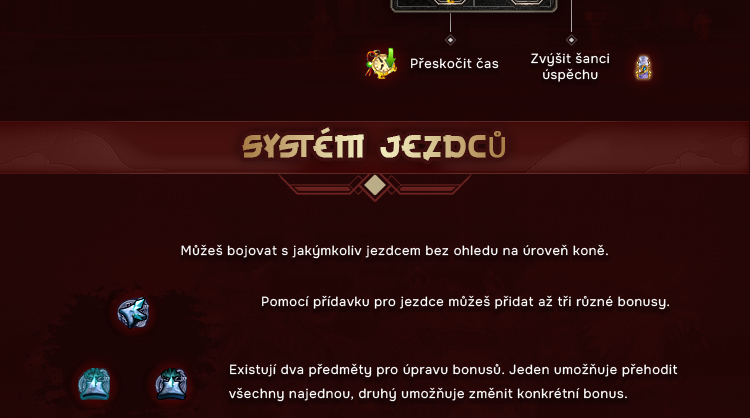 Přeskočit čas
Zvýšit šanci
úspěchu
SYSTÉM JEZDCŮ
Můžeš bojovat s jakýmkoliv jezdcem bez ohledu na úroveň koně.
Pomocí přídavku pro jezdce můžeš přidat až tři různé bonusy.
Existují dva předměty pro úpravu bonusů. Jeden umožňuje přehodit
všechny najednou, druhý umožňuje změnit konkrétní bonus.